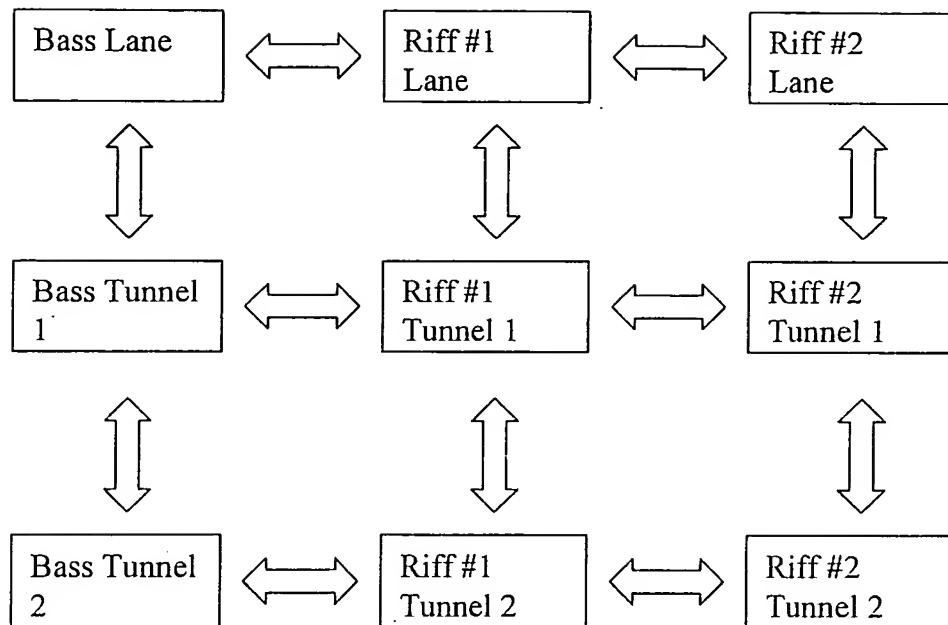 Bass Lane
Riff #1
Lane
Riff #2
Lane
Bass Tunnel
1
Riff #1
Tunnel 1
Riff #2
Tunnel 1
Bass Tunnel
2
Riff #1
Tunnel 2
Riff #2
Tunnel 2